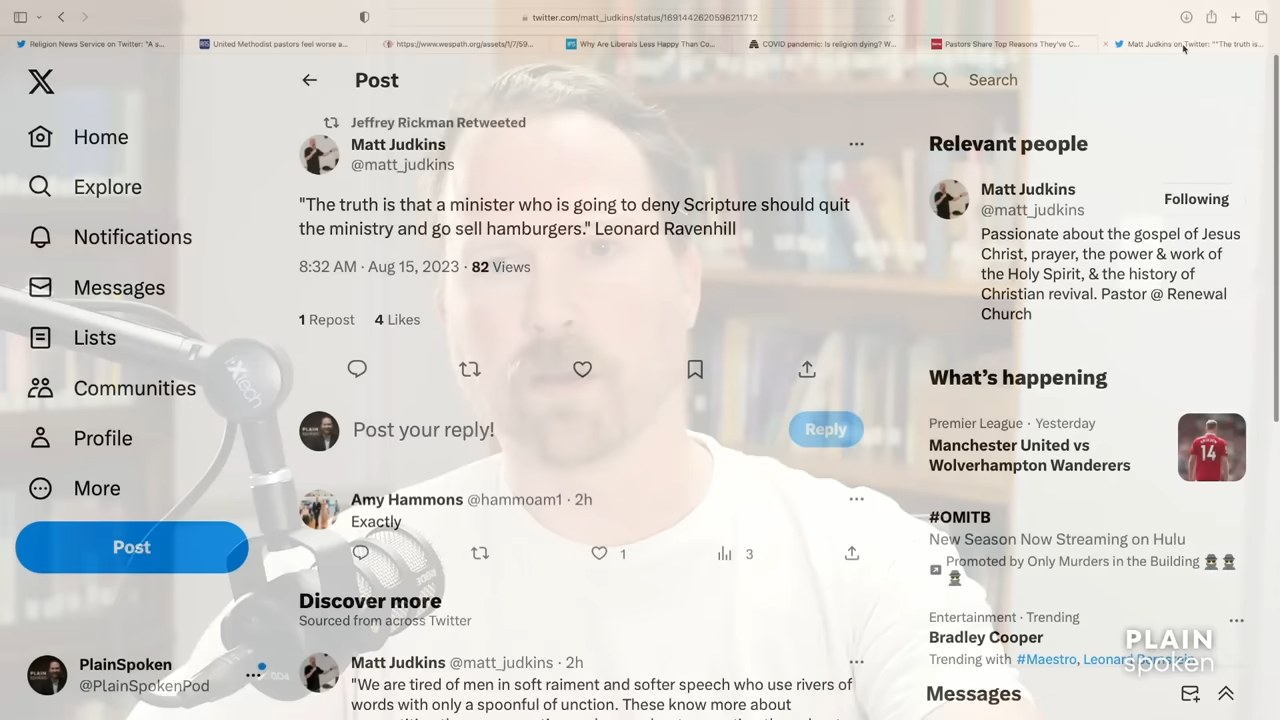 twitter.com/matt_judkins/status/1691442620596211712
Religion News Service on Twitter: "A s...
United Methodist pastors feel worse a...
https://www.wespath.org/assets/1/7/59...
Why Are Liberals Less Happy Than Co...
COVID pandemic: Is religion dying? W...
Pastors Share Top Reasons They've C...
Matt Judkins on Twitter: ""The truth is...
Post
Search
Home
Explore
Notifications
Messages
Lists
Communities
Profile
More
Post
PlainSpoken
@PlainSpokenPod
Jeffrey Rickman Retweeted
Matt Judkins
@matt_judkins
"The truth is that a minister who is going to deny Scripture should quit
the ministry and go sell hamburgers." Leonard Ravenhill
8:32 AM · Aug 15, 2023 · 82 Views
1 Repost 4 Likes
Post your reply!
Reply
Amy Hammons @hammoam1 · 2h
Exactly
1
3
Discover more
Sourced from across Twitter
Matt Judkins @matt_judkins · 2h
"We are tired of men in soft raiment and softer speech who use rivers of
words with only a spoonful of unction. These know more about
Relevant people
Matt Judkins
@matt_judkins
Following
Passionate about the gospel of Jesus
Christ, prayer, the power & work of
the Holy Spirit, & the history of
Christian revival. Pastor @ Renewal
Church
What's happening
Premier League · Yesterday
Manchester United vs
Wolverhampton Wanderers
14
#OMITB
New Season Now Streaming on Hulu
Promoted by Only Murders in the Building
Entertainment · Trending
Bradley Cooper
Trending with #Maestro, Leonard
PLAIN
spoken
Messages